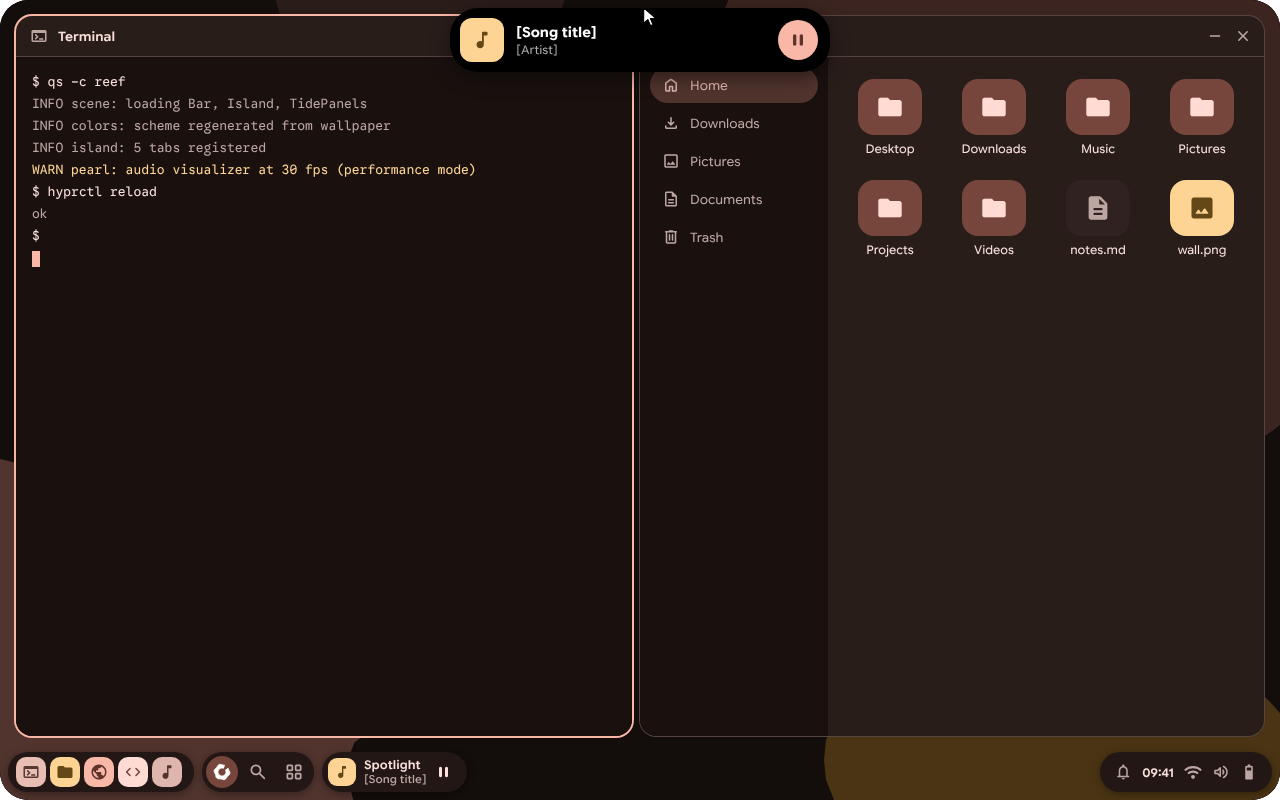 Terminal
[Song title]
[Artist]
$ qs -c reef
INFO scene: loading Bar, Island, TidePanels
INFO colors: scheme regenerated from wallpaper
INFO island: 5 tabs registered
WARN pearl: audio visualizer at 30 fps (performance mode)
$ hyprctl reload
ok
$
Home
Downloads
Pictures
Documents
Trash
Desktop
Downloads
Music
Pictures
Projects
Videos
notes.md
wall.png
Spotlight
[Song title]
09:41